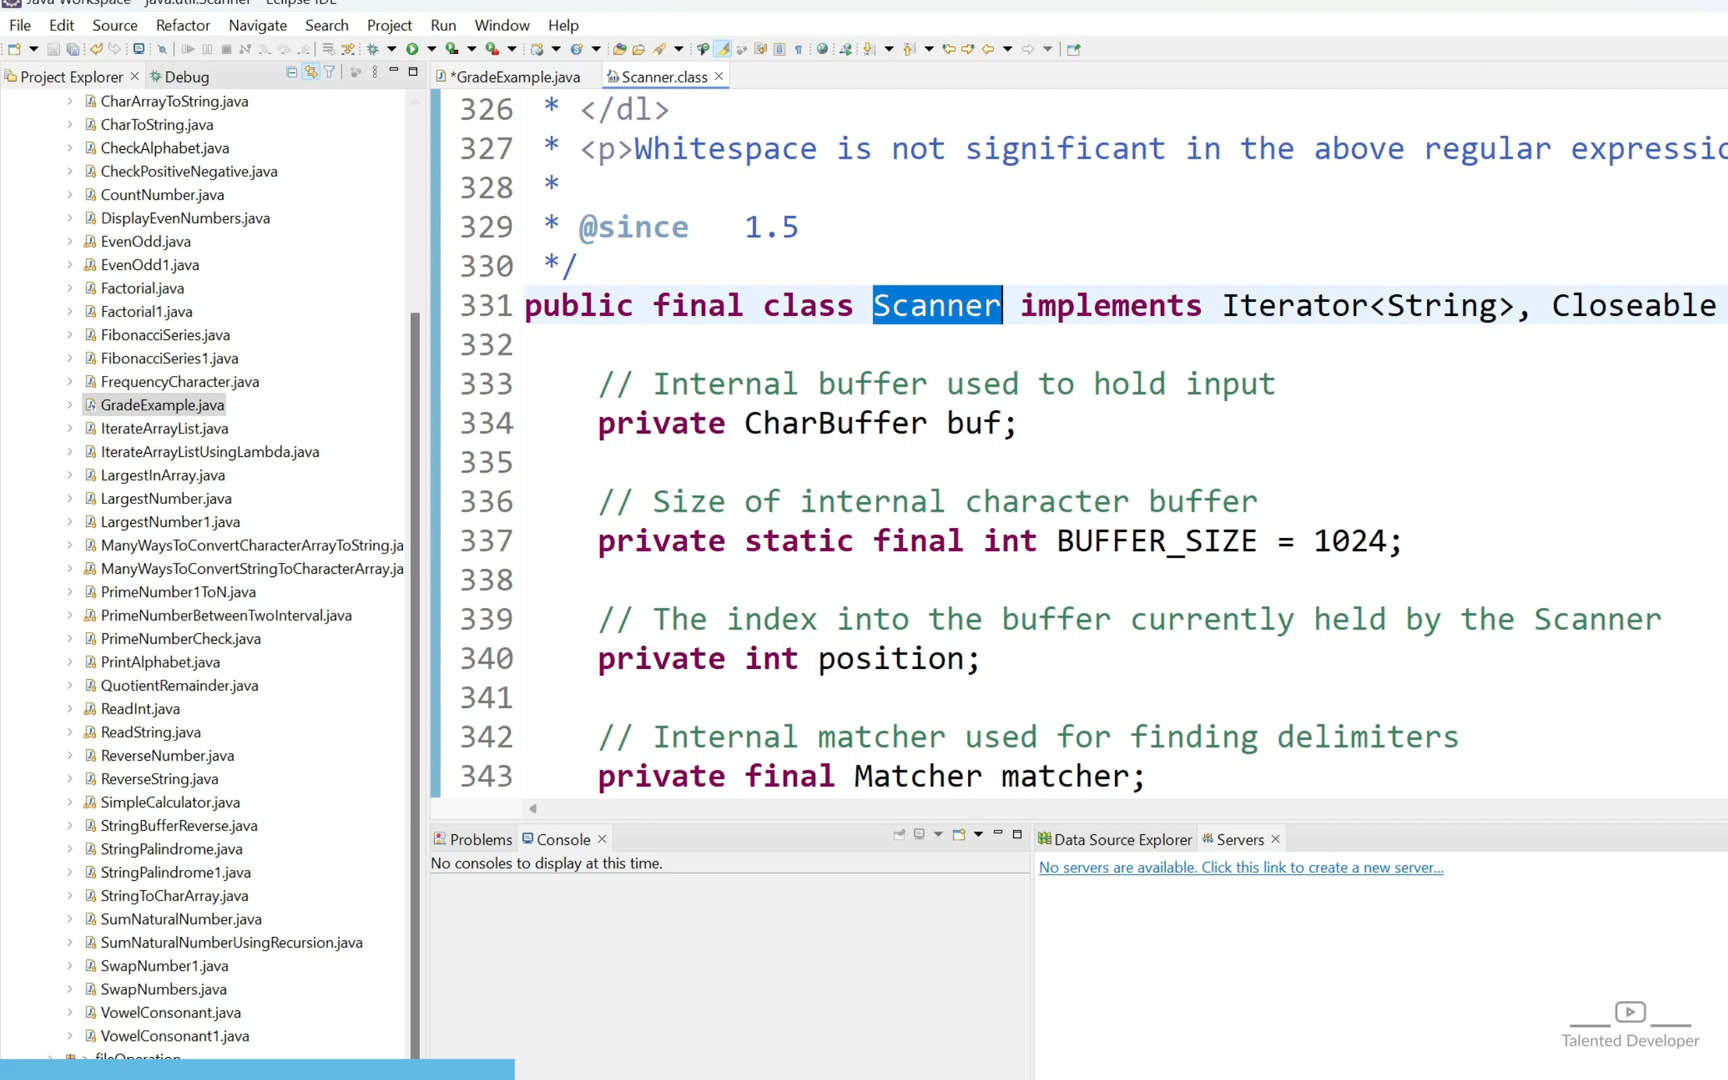 Java Workspace - java.util.Scanner - Eclipse IDE
File Edit Source Refactor Navigate Search Project Run Window Help
Project Explorer
Debug
*GradeExample.java
Scanner.class
CharArrayToString.java
CharToString.java
CheckAlphabet.java
CheckPositiveNegative.java
CountNumber.java
DisplayEvenNumbers.java
EvenOdd.java
EvenOdd1.java
Factorial.java
Factorial1.java
FibonacciSeries.java
FibonacciSeries1.java
FrequencyCharacter.java
GradeExample.java
IterateArrayList.java
IterateArrayListUsingLambda.java
LargestInArray.java
LargestNumber.java
LargestNumber1.java
ManyWaysToConvertCharacterArrayToString.ja
ManyWaysToConvertStringToCharacterArray.ja
PrimeNumber1ToN.java
PrimeNumberBetweenTwoInterval.java
PrimeNumberCheck.java
PrintAlphabet.java
QuotientRemainder.java
ReadInt.java
ReadString.java
ReverseNumber.java
ReverseString.java
SimpleCalculator.java
StringBufferReverse.java
StringPalindrome.java
StringPalindrome1.java
StringToCharArray.java
SumNaturalNumber.java
SumNaturalNumberUsingRecursion.java
SwapNumber1.java
SwapNumbers.java
VowelConsonant.java
VowelConsonant1.java
fileOperation
326 * </dl>
327 * <p>Whitespace is not significant in the above regular expressio
328 *
329 * @since 1.5
330 */
331 public final class Scanner implements Iterator<String>, Closeable
332
333 // Internal buffer used to hold input
334 private CharBuffer buf;
335
336 // Size of internal character buffer
337 private static final int BUFFER_SIZE = 1024;
338
339 // The index into the buffer currently held by the Scanner
340 private int position;
341
342 // Internal matcher used for finding delimiters
343 private final Matcher matcher;
Problems
Console
No consoles to display at this time.
Data Source Explorer
Servers
No servers are available. Click this link to create a new server...
Talented Developer